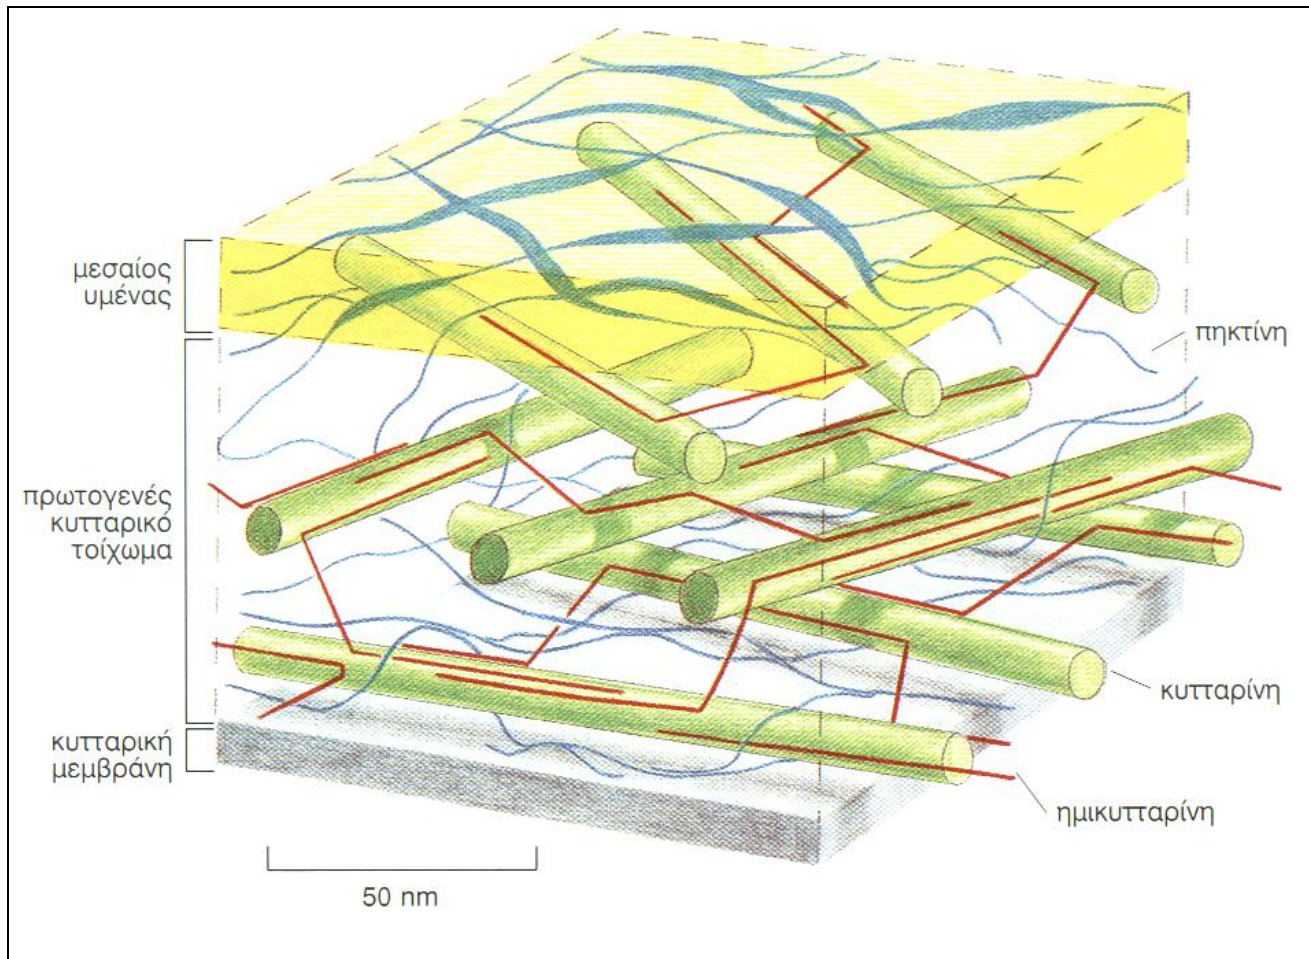 μεσαίος
υμένας
πηκτίνη
πρωτογενές
κυτταρικό
τοίχωμα
κυτταρίνη
κυτταρική
μεμβράνη
ημικυτταρίνη
50 nm